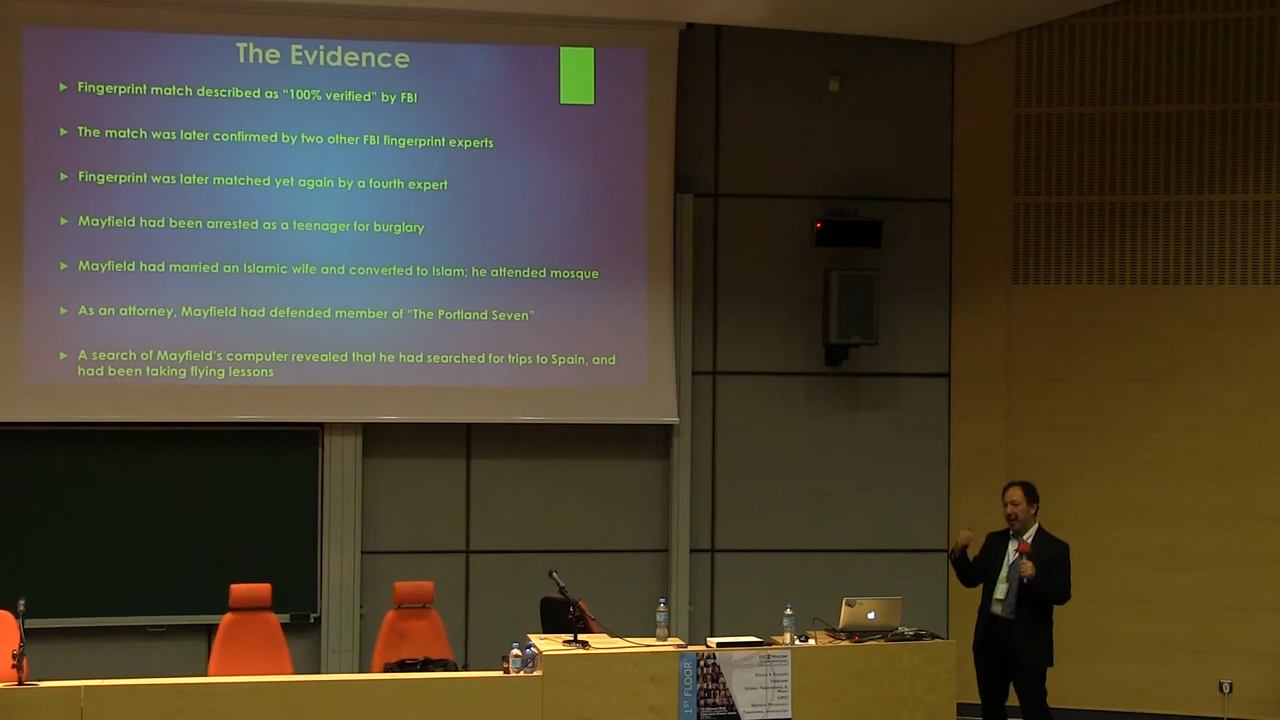 The Evidence
Fingerprint match described as “100% verified” by FBI
The match was later confirmed by two other FBI fingerprint experts
Fingerprint was later matched yet again by a fourth expert
Mayfield had been arrested as a teenager for burglary
Mayfield had married an Islamic wife and converted to Islam; he attended mosque
As an attorney, Mayfield had defended member of “The Portland Seven”
A search of Mayfield’s computer revealed that he had searched for trips to Spain, and
had been taking flying lessons
1ST FLOOR